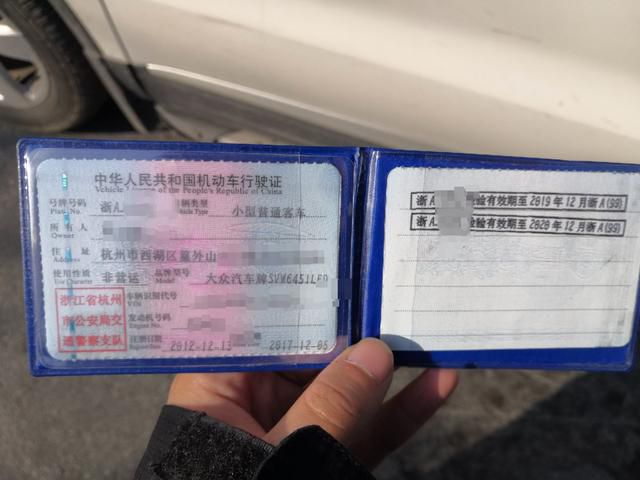 中华人民共和国机动车行驶证
Vehicle of the People's Republic of China
号牌号码 浙A 辆类型 小型普通客车
Plate No. Vehicle Type
所有人
Owner
住址 杭州市西湖区
Address
使用性质 非营运 品牌型号 大众汽车牌SVW6451LED
Use Character Model
浙江省杭州
市公安局交
通警察支队
车辆识别代号
VIN
发动机号码
Engine No.
注册日期 2012-12-13 2017-12-05
浙A 验有效期至 2019年12月浙A(99)
浙A 检验有效期至 2020年12月浙A(99)